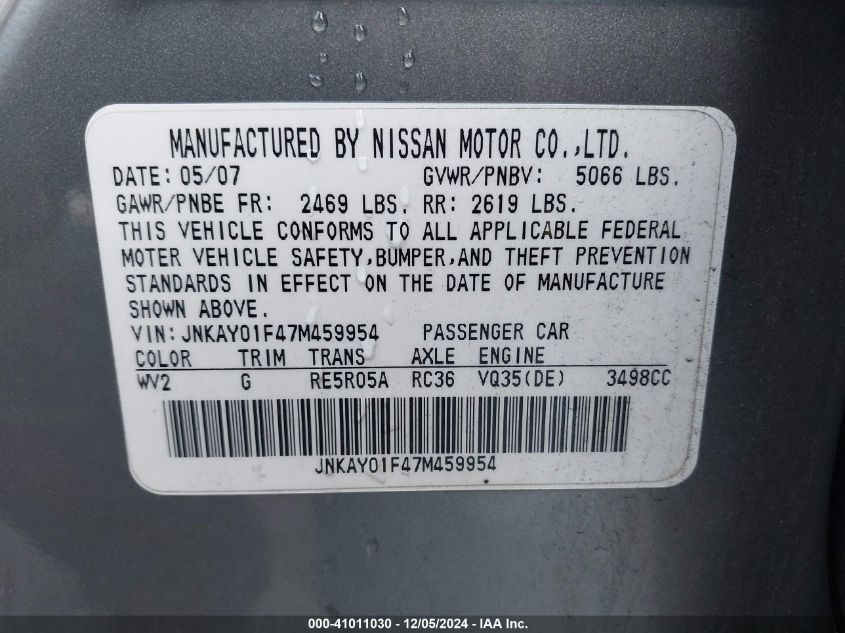 MANUFACTURED BY NISSAN MOTOR CO.,LTD.
DATE: 05/07 GVWR/PNBV: 5066 LBS.
GAWR/PNBE FR: 2469 LBS. RR: 2619 LBS.
THIS VEHICLE CONFORMS TO ALL APPLICABLE FEDERAL
MOTER VEHICLE SAFETY,BUMPER,AND THEFT PREVENTION
STANDARDS IN EFFECT ON THE DATE OF MANUFACTURE
SHOWN ABOVE.
VIN:JNKAY01F47M459954 PASSENGER CAR
COLOR TRIM TRANS AXLE ENGINE
WV2 G RE5R05A RC36 VQ35(DE) 3498CC
JNKAY01F47M459954
000-41011030 - 12/05/2024 - IAA Inc.